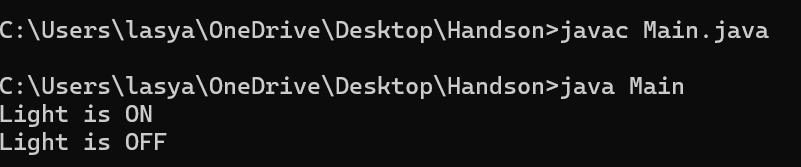 C:\Users\lasya\OneDrive\Desktop\Handson>javac Main.java
C:\Users\lasya\OneDrive\Desktop\Handson>java Main
Light is ON
Light is OFF